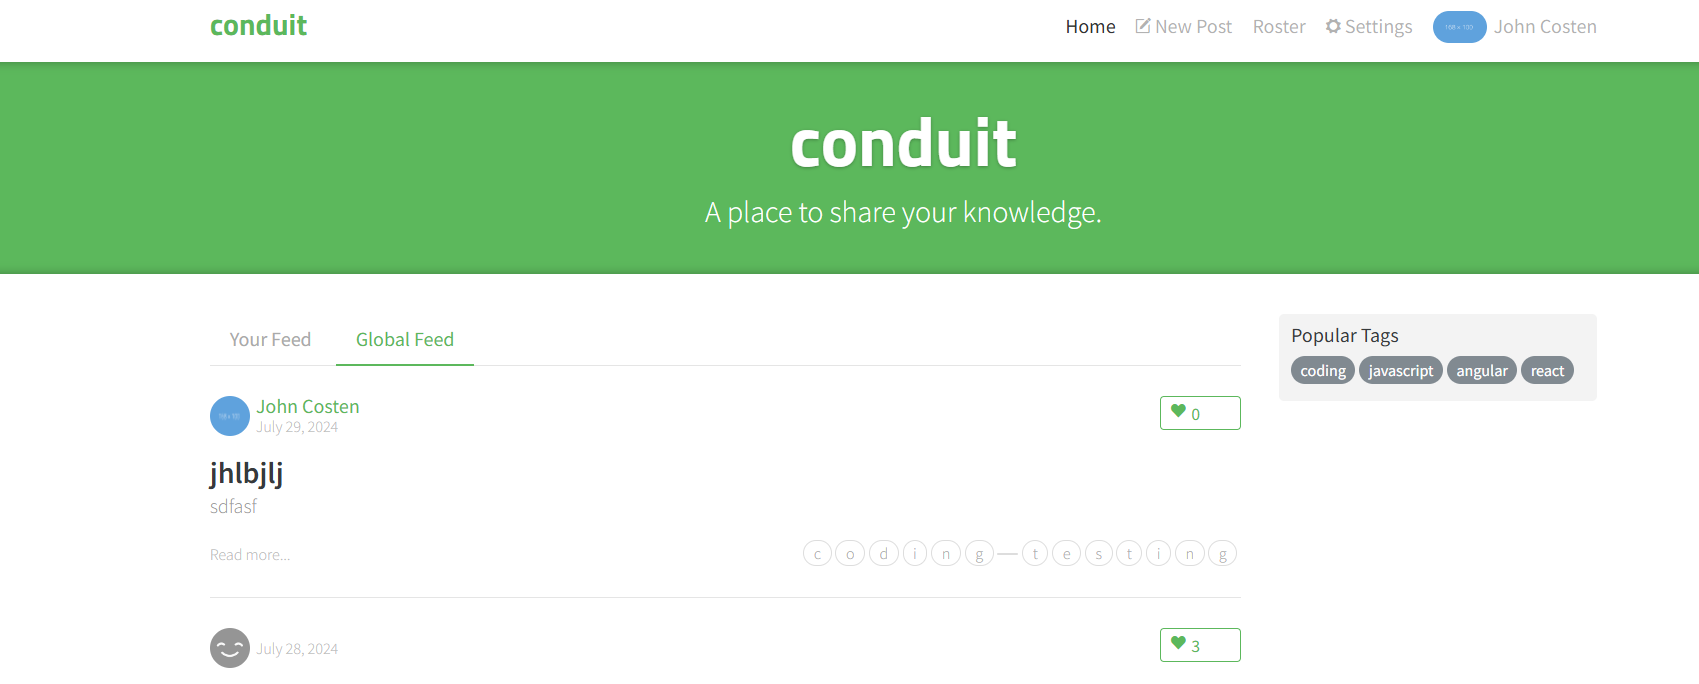 conduit
Home New Post Roster Settings John Costen
conduit
A place to share your knowledge.
Your Feed Global Feed
Popular Tags
coding javascript angular react
John Costen
July 29, 2024
0
jhlbjlj
sdfasf
Read more...
c o d i n g — t e s t i n g
July 28, 2024
3